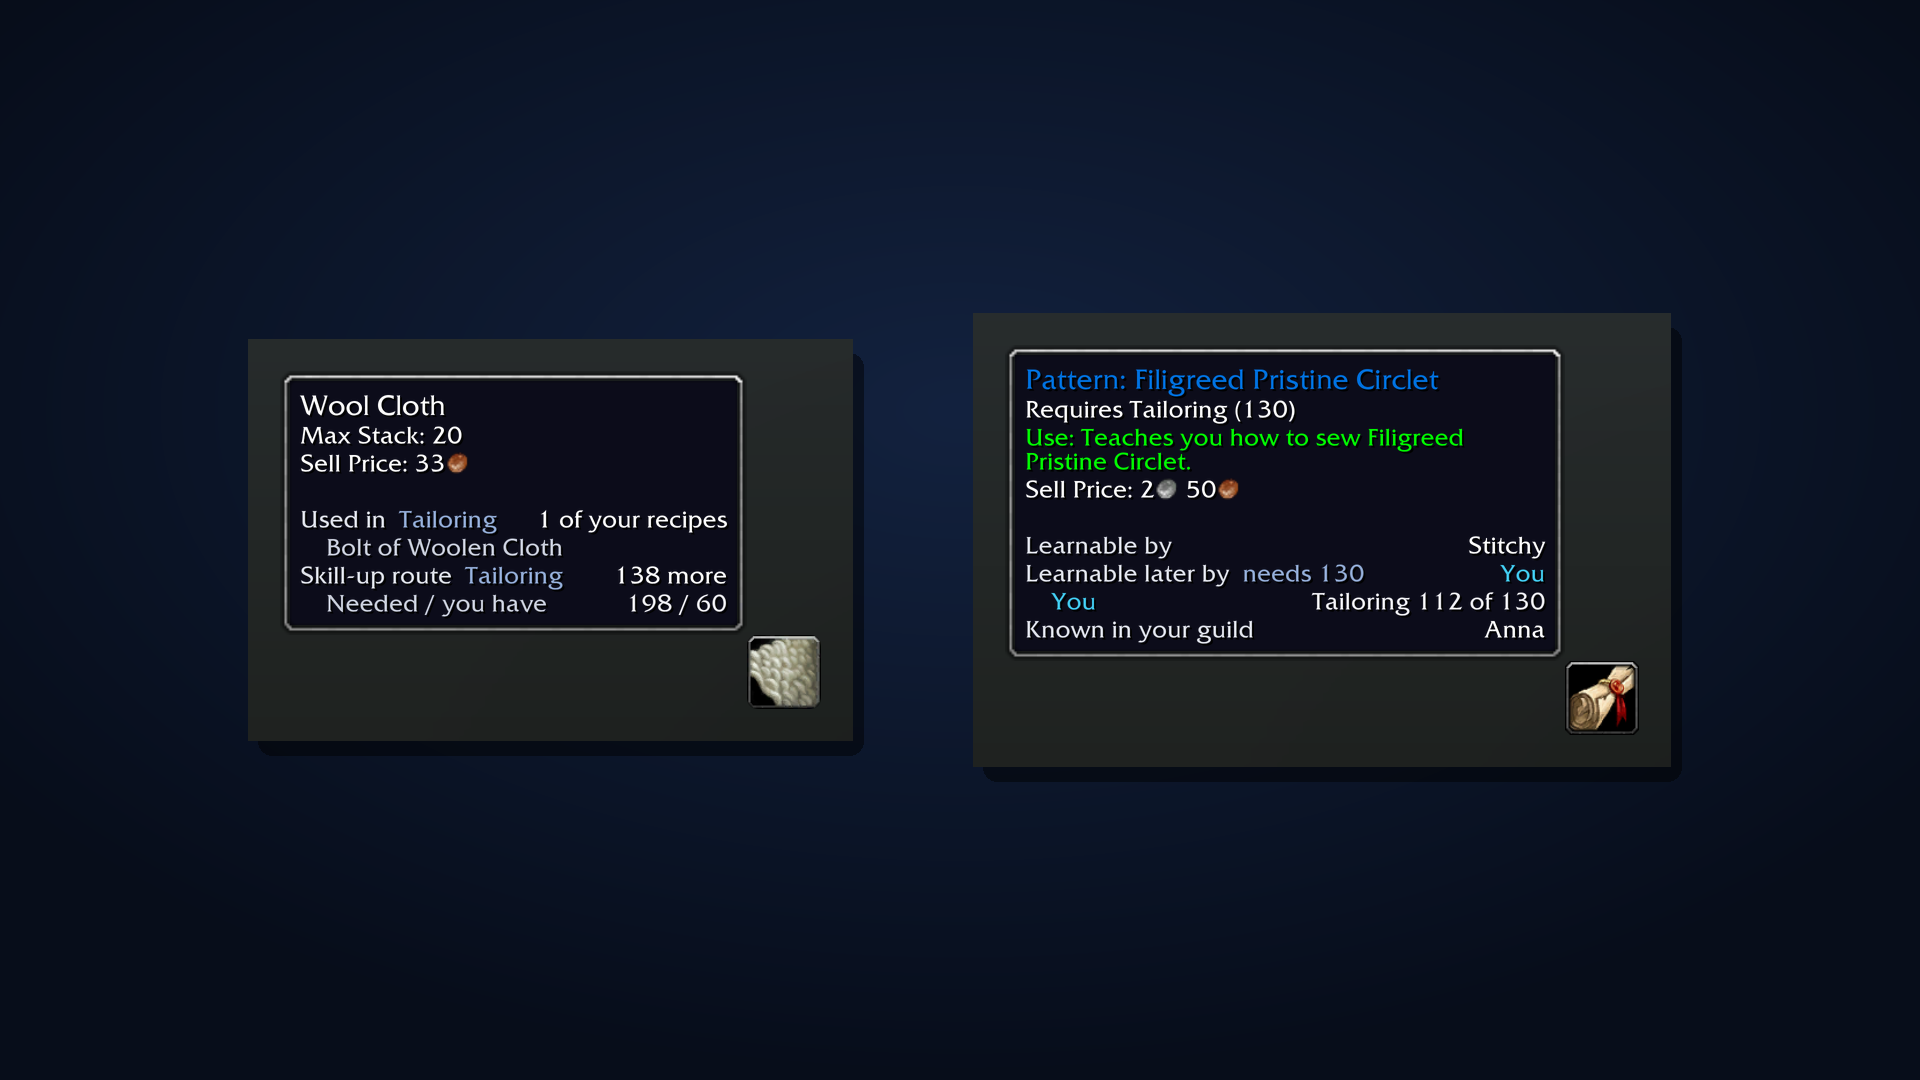 Wool Cloth
Max Stack: 20
Sell Price: 33
Used in Tailoring 1 of your recipes
Bolt of Woolen Cloth
Skill-up route Tailoring 138 more
Needed / you have 198 / 60
Pattern: Filigreed Pristine Circlet
Requires Tailoring (130)
Use: Teaches you how to sew Filigreed
Pristine Circlet.
Sell Price: 2 50
Learnable by Stitchy
Learnable later by needs 130 You
You Tailoring 112 of 130
Known in your guild Anna